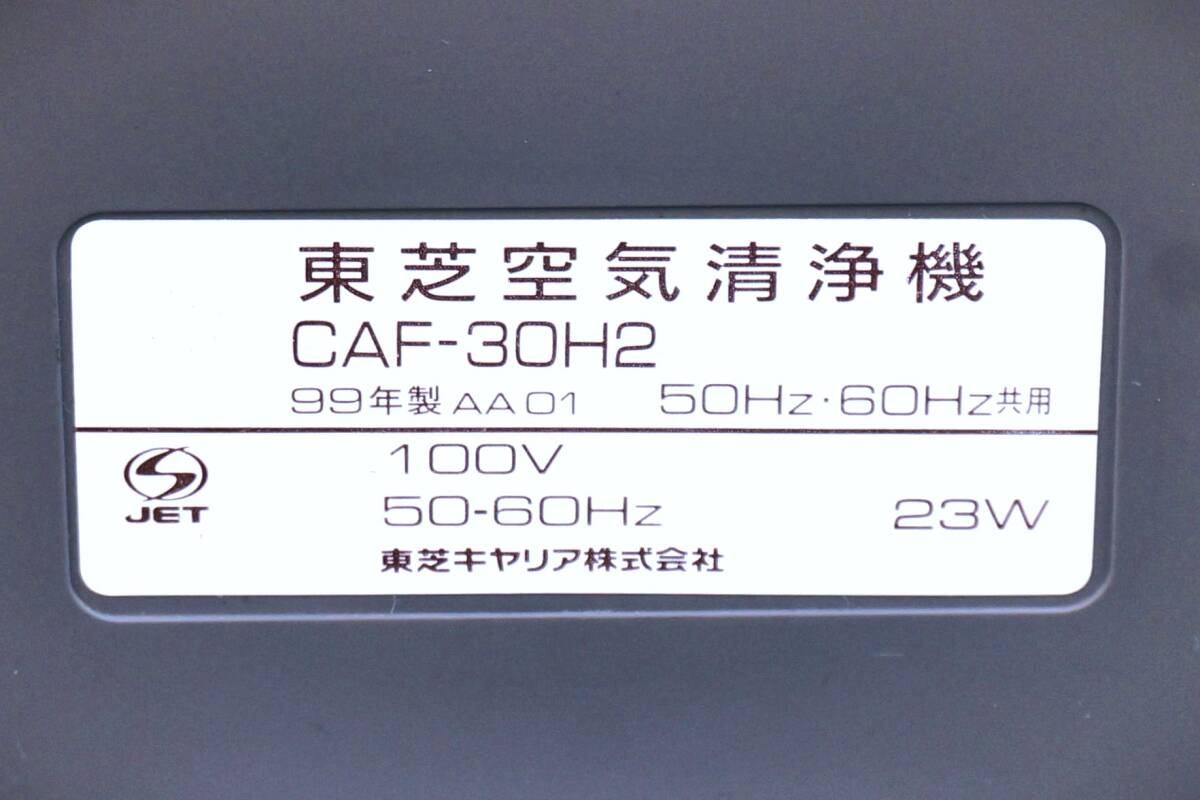 東芝空気清浄機
CAF-30H2
99年製 AA01 50Hz・60Hz共用
JET
100V
50-60Hz 23W
東芝キヤリア株式会社